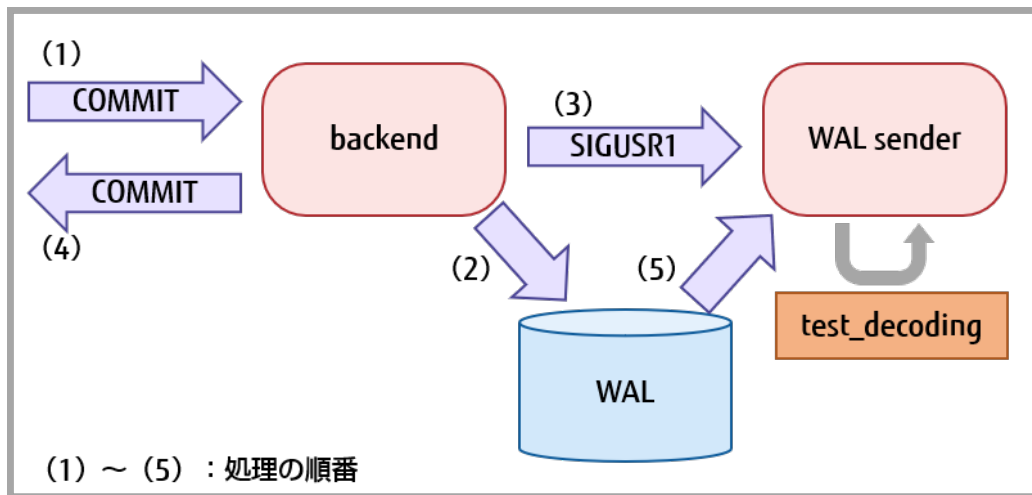 （1）
COMMIT
backend
（3）
SIGUSR1
WAL sender
COMMIT
（4）
（2）
（5）
test_decoding
WAL
（1）～（5）：処理の順番